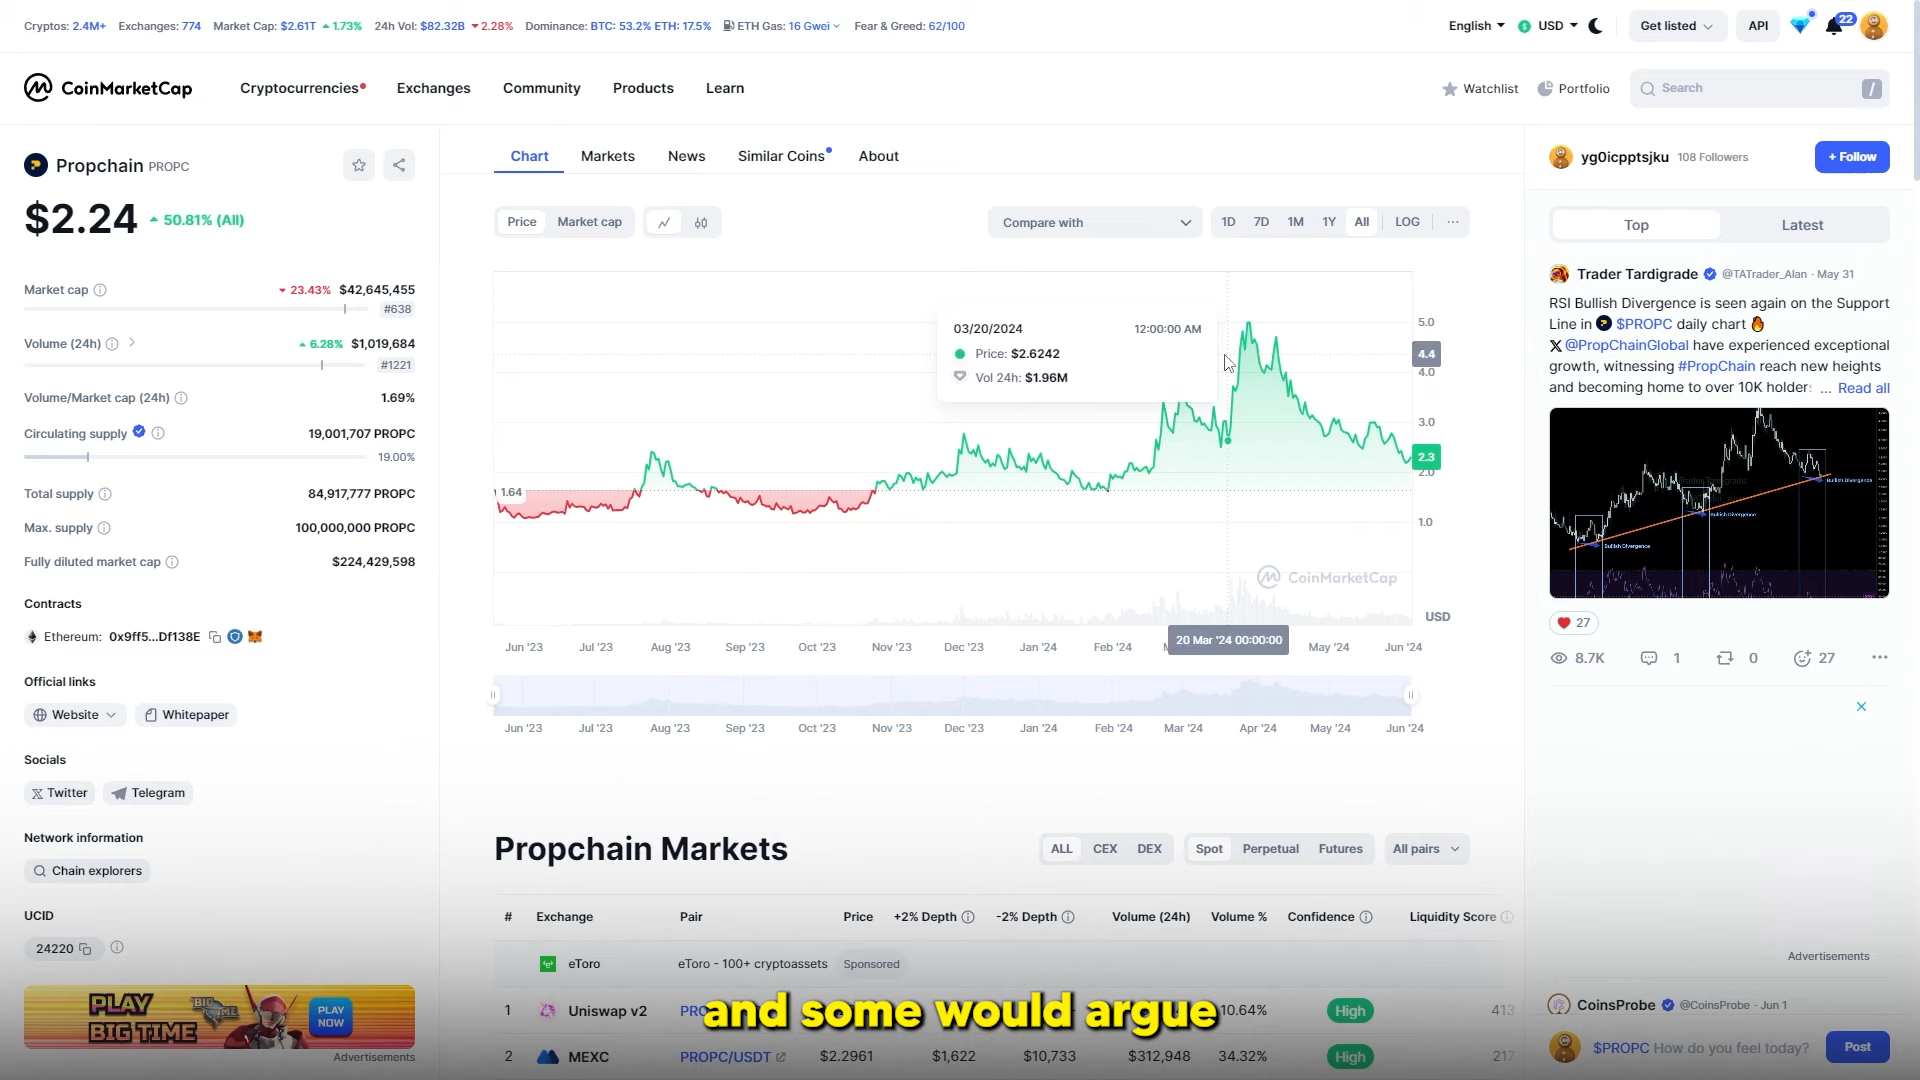 Cryptos: 2.4M+ Exchanges: 774 Market Cap: $2.61T 1.73% 24h Vol: $82.32B 2.28% Dominance: BTC: 53.2% ETH: 17.5% ETH Gas: 16 Gwei Fear & Greed: 62/100
English USD Get listed API 22
CoinMarketCap Cryptocurrencies Exchanges Community Products Learn
Watchlist Portfolio Search /
Propchain PROPC
$2.24 50.81% (All)
Market cap 23.43% $42,645,455
#638
Volume (24h) 6.28% $1,019,684
#1221
Volume/Market cap (24h) 1.69%
Circulating supply 19,001,707 PROPC
19.00%
Total supply 84,917,777 PROPC
Max. supply 100,000,000 PROPC
Fully diluted market cap $224,429,598
Contracts
Ethereum: 0x9ff5...Df138E
Official links
Website Whitepaper
Socials
Twitter Telegram
Network information
Chain explorers
UCID
24220
PLAY
BIG TIME
BIG TIME
PLAY
NOW
Advertisements
Chart Markets News Similar Coins About
Price Market cap
Compare with 1D 7D 1M 1Y All LOG ...
03/20/2024 12:00:00 AM
Price: $2.6242
Vol 24h: $1.96M
5.0
4.4
4.0
3.0
2.3
2.0
1.64
1.0
CoinMarketCap
USD
20 Mar '24 00:00:00
Jun '23 Jul '23 Aug '23 Sep '23 Oct '23 Nov '23 Dec '23 Jan '24 Feb '24 May '24 Jun '24
Jun '23 Jul '23 Aug '23 Sep '23 Oct '23 Nov '23 Dec '23 Jan '24 Feb '24 Mar '24 Apr '24 May '24 Jun '24
Propchain Markets
ALL CEX DEX Spot Perpetual Futures All pairs
# Exchange Pair Price +2% Depth -2% Depth Volume (24h) Volume % Confidence Liquidity Score
eToro eToro - 100+ cryptoassets Sponsored
1 Uniswap v2 10.64% High 413
and some would argue
2 MEXC PROPC/USDT $2.2961 $1,622 $10,733 $312,948 34.32% High 217
yg0icpptsjku 108 Followers + Follow
Top Latest
Trader Tardigrade @TATrader_Alan · May 31
RSI Bullish Divergence is seen again on the Support
Line in $PROPC daily chart
@PropChainGlobal have experienced exceptional
growth, witnessing #PropChain reach new heights
and becoming home to over 10K holders ... Read all
Trader Tardigrade
Bullish Divergence
Bullish Divergence
Bullish Divergence
27
8.7K 1 0 27 ...
Advertisements
CoinsProbe @CoinsProbe · Jun 1
$PROPC How do you feel today? Post